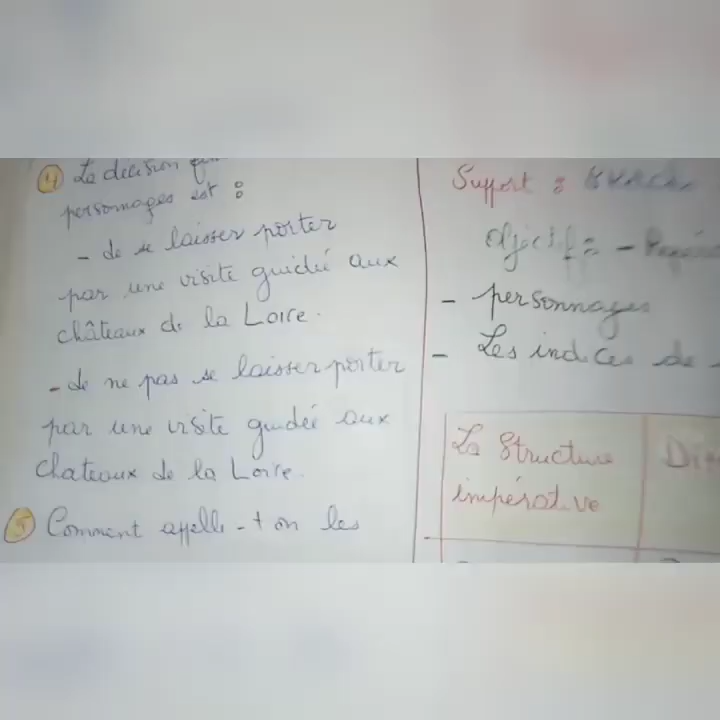 4 La décision
personnages est :
- de se laisser porter
par une visite guidée aux
châteaux de la Loire.
- de ne pas se laisser porter
par une visite guidée aux
chateaux de la Loire.
5 Comment appelle-t on les
Support :
Objectif : -
- personnages
- Les indices de
La Structure
impérative